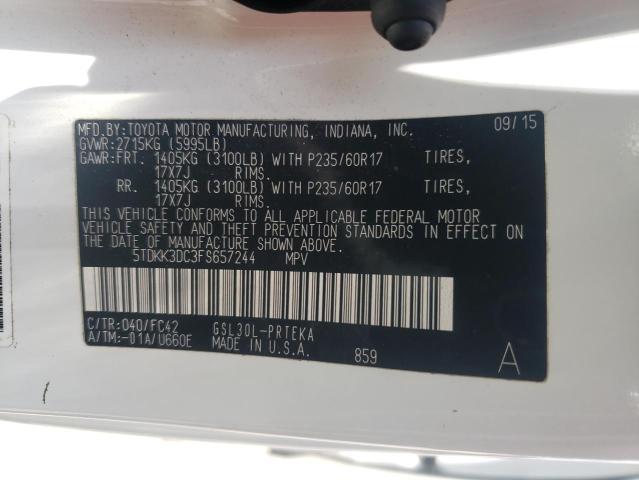 MFD.BY:TOYOTA MOTOR MANUFACTURING, INDIANA, INC. 09/15
GVWR:2715KG (5995LB)
GAWR:FRT. 1405KG (3100LB) WITH P235/60R17 TIRES,
17X7J RIMS.
RR. 1405KG (3100LB) WITH P235/60R17 TIRES,
17X7J RIMS.
THIS VEHICLE CONFORMS TO ALL APPLICABLE FEDERAL MOTOR
VEHICLE SAFETY AND THEFT PREVENTION STANDARDS IN EFFECT ON
THE DATE OF MANUFACTURE SHOWN ABOVE.
5TDKK3DC3FS657244 MPV
C/TR:040/FC42 GSL30L-PRTEKA
A/TM:-01A/U660E MADE IN U.S.A. 859 A